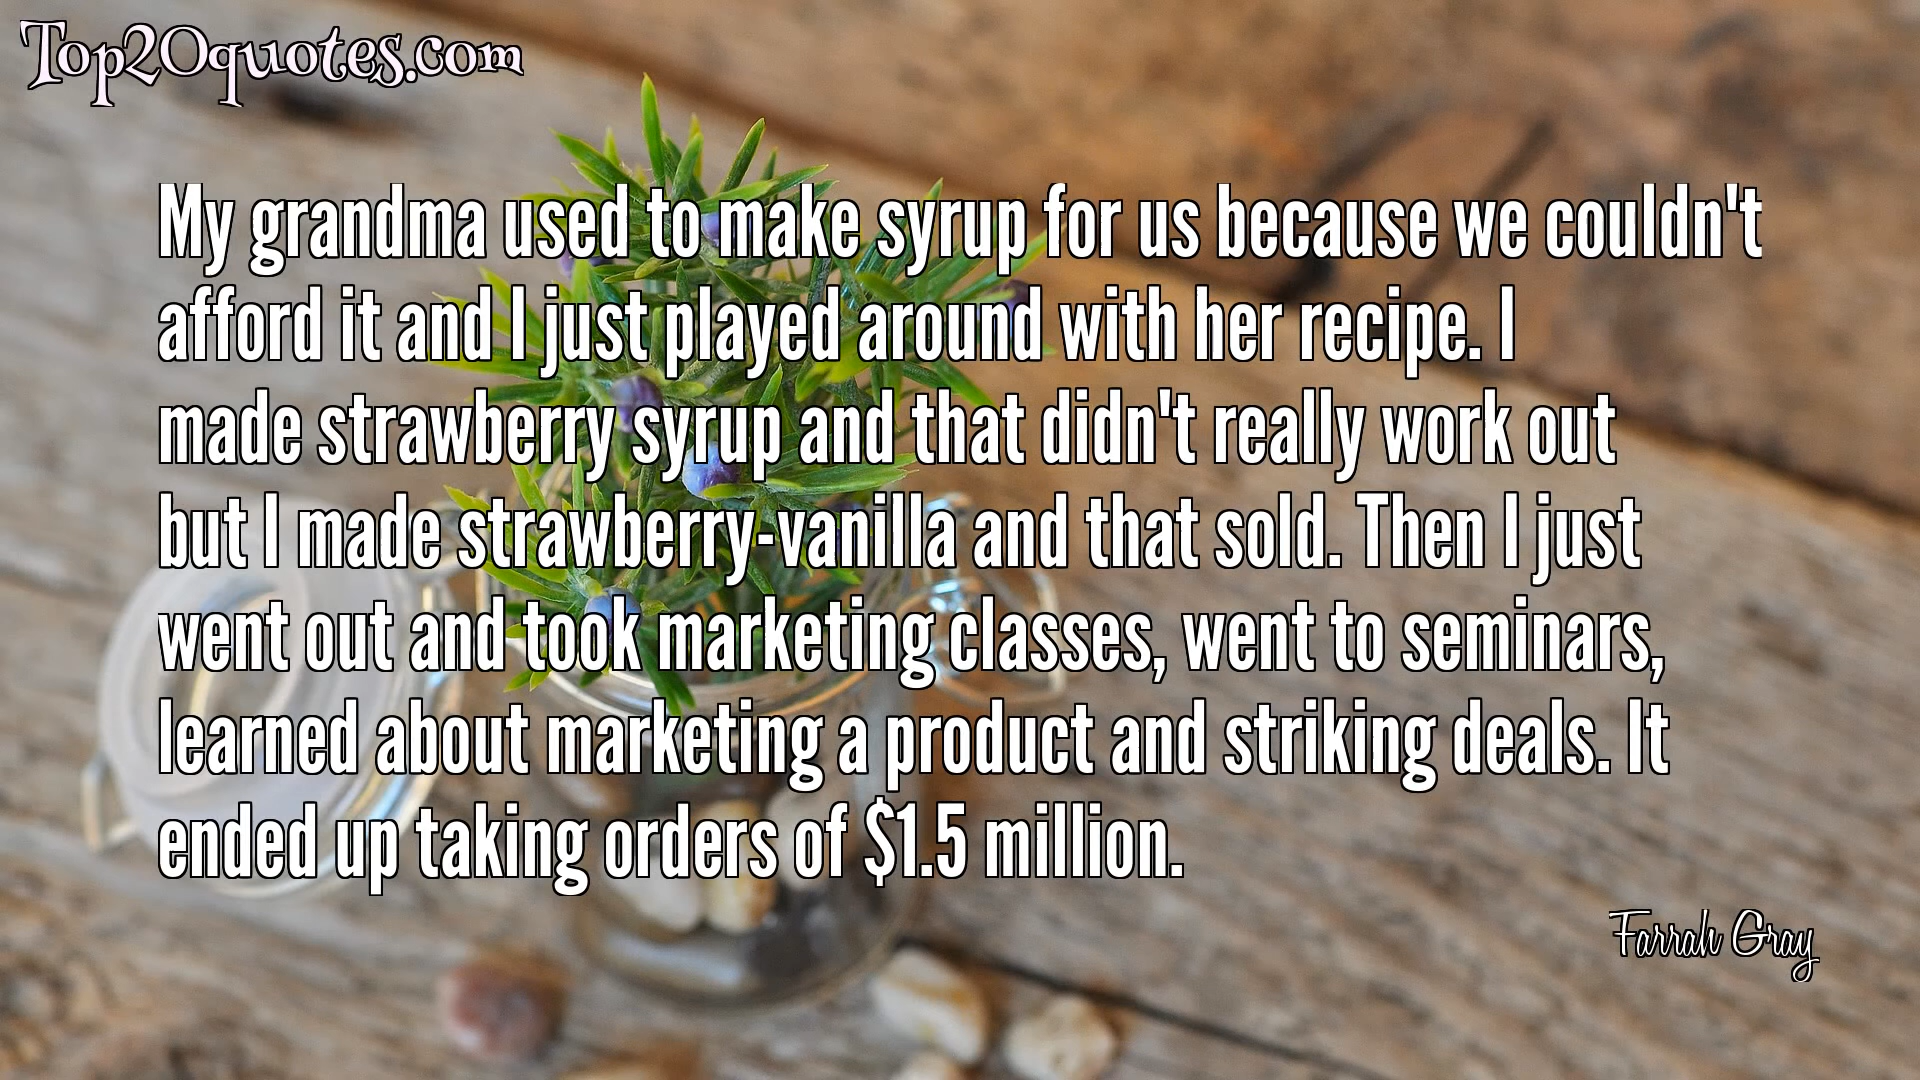 Top20quotes.com
My grandma used to make syrup for us because we couldn't
afford it and I just played around with her recipe. I
made strawberry syrup and that didn't really work out
but I made strawberry-vanilla and that sold. Then I just
went out and took marketing classes, went to seminars,
learned about marketing a product and striking deals. It
ended up taking orders of $1.5 million.
Farrah Gray